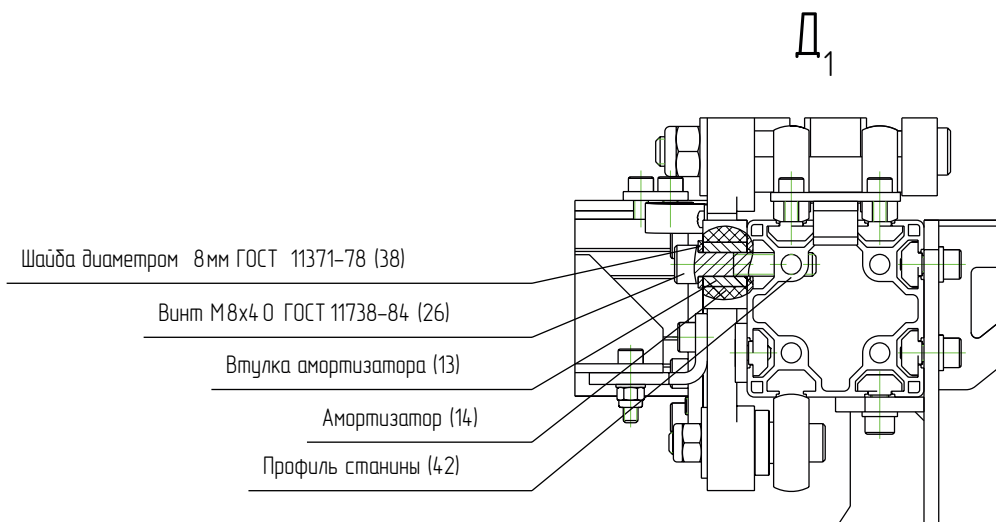 Д1
Шайба диаметром 8мм ГОСТ 11371-78 (38)
Винт М8х40 ГОСТ 11738-84 (26)
Втулка амортизатора (13)
Амортизатор (14)
Профиль станины (42)